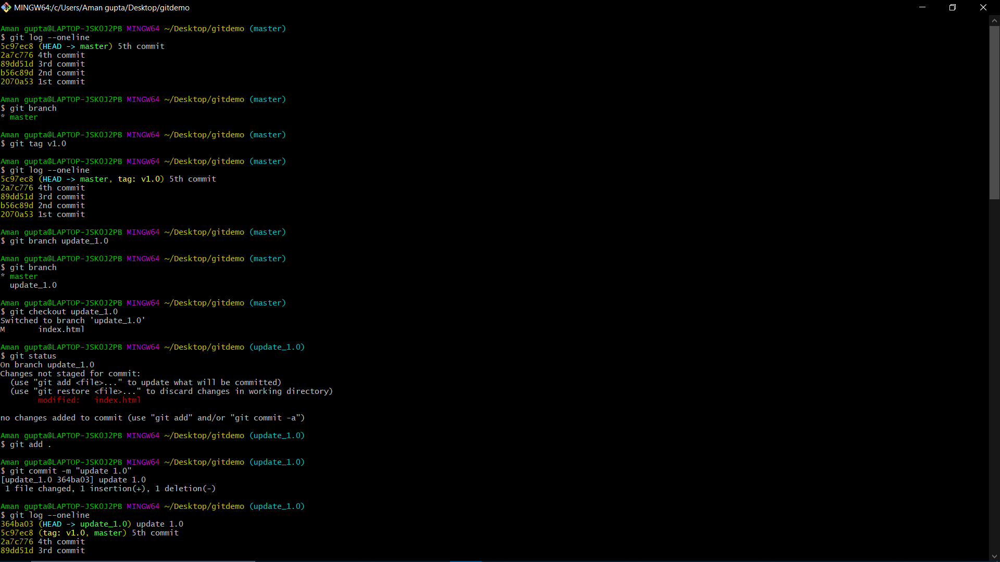 MINGW64:/c/Users/Aman gupta/Desktop/gitdemo
Aman gupta@LAPTOP-JSKOJ2PB MINGW64 ~/Desktop/gitdemo (master)
$ git log --oneline
5c97ec8 (HEAD -> master) 5th commit
2a7c776 4th commit
89dd51d 3rd commit
b56c89d 2nd commit
2070a53 1st commit
Aman gupta@LAPTOP-JSKOJ2PB MINGW64 ~/Desktop/gitdemo (master)
$ git branch
* master
Aman gupta@LAPTOP-JSKOJ2PB MINGW64 ~/Desktop/gitdemo (master)
$ git tag v1.0
Aman gupta@LAPTOP-JSKOJ2PB MINGW64 ~/Desktop/gitdemo (master)
$ git log --oneline
5c97ec8 (HEAD -> master, tag: v1.0) 5th commit
2a7c776 4th commit
89dd51d 3rd commit
b56c89d 2nd commit
2070a53 1st commit
Aman gupta@LAPTOP-JSKOJ2PB MINGW64 ~/Desktop/gitdemo (master)
$ git branch update_1.0
Aman gupta@LAPTOP-JSKOJ2PB MINGW64 ~/Desktop/gitdemo (master)
$ git branch
* master
  update_1.0
Aman gupta@LAPTOP-JSKOJ2PB MINGW64 ~/Desktop/gitdemo (master)
$ git checkout update_1.0
Switched to branch 'update_1.0'
M       index.html
Aman gupta@LAPTOP-JSKOJ2PB MINGW64 ~/Desktop/gitdemo (update_1.0)
$ git status
On branch update_1.0
Changes not staged for commit:
  (use "git add <file>..." to update what will be committed)
  (use "git restore <file>..." to discard changes in working directory)
        modified:   index.html
no changes added to commit (use "git add" and/or "git commit -a")
Aman gupta@LAPTOP-JSKOJ2PB MINGW64 ~/Desktop/gitdemo (update_1.0)
$ git add .
Aman gupta@LAPTOP-JSKOJ2PB MINGW64 ~/Desktop/gitdemo (update_1.0)
$ git commit -m "update 1.0"
[update_1.0 364ba03] update 1.0
 1 file changed, 1 insertion(+), 1 deletion(-)
Aman gupta@LAPTOP-JSKOJ2PB MINGW64 ~/Desktop/gitdemo (update_1.0)
$ git log --oneline
364ba03 (HEAD -> update_1.0) update 1.0
5c97ec8 (tag: v1.0, master) 5th commit
2a7c776 4th commit
89dd51d 3rd commit